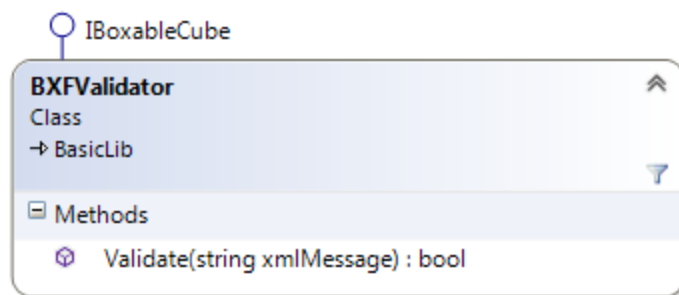 IBoxableCube
BXFValidator
Class
BasicLib
Methods
Validate(string xmlMessage) : bool